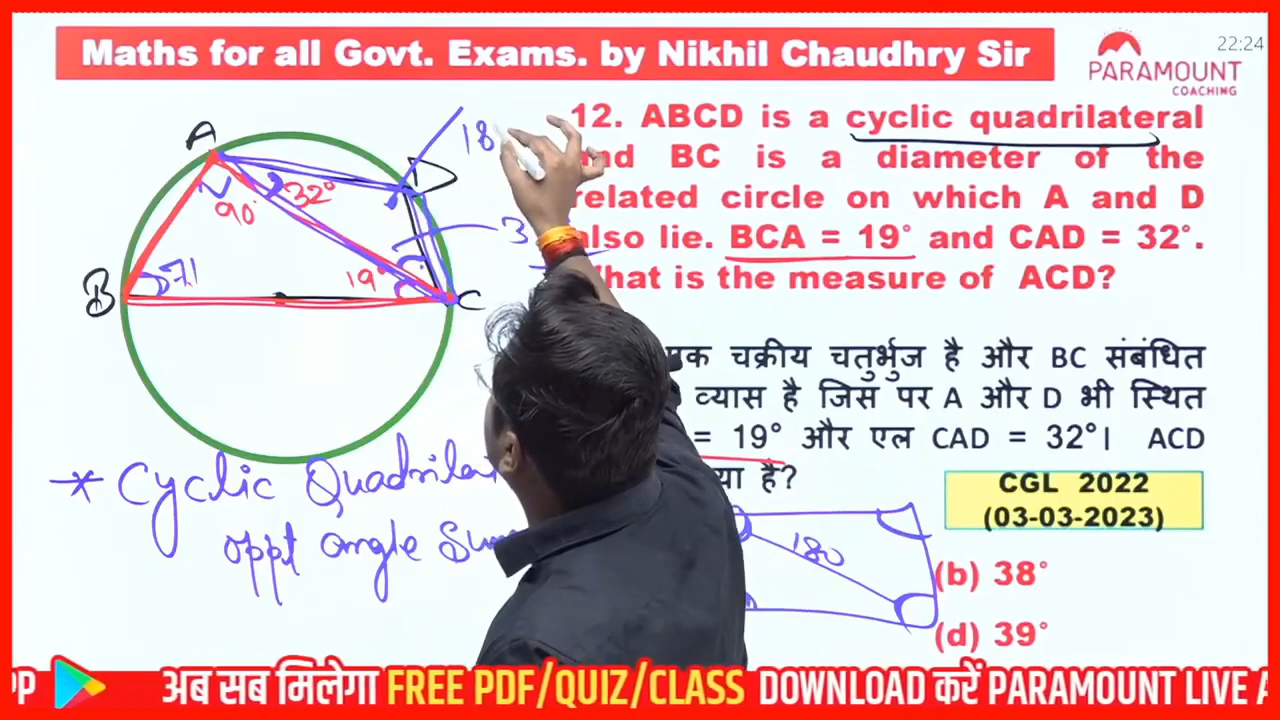 Maths for all Govt. Exams. by Nikhil Chaudhry Sir
PARAMOUNT
COACHING
22:24
12. ABCD is a cyclic quadrilateral
and BC is a diameter of the
related circle on which A and D
also lie. BCA = 19° and CAD = 32°.
What is the measure of ACD?
एक चक्रीय चतुर्भुज है और BC संबंधित
व्यास है जिस पर A और D भी स्थित
= 19° और एल CAD = 32°। ACD
है?
CGL 2022
(03-03-2023)
(b) 38°
(d) 39°
A
D
18
32°
90°
3
B
71
19°
C
* Cyclic
oppt angle
180
अब सब मिलेगा FREE PDF/QUIZ/CLASS DOWNLOAD करें PARAMOUNT LIVE